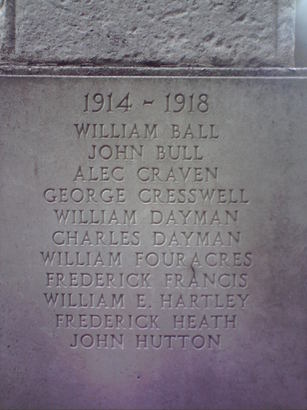 1914 - 1918
WILLIAM BALL
JOHN BULL
ALEC CRAVEN
GEORGE CRESSWELL
WILLIAM DAYMAN
CHARLES DAYMAN
WILLIAM FOURACRES
FREDERICK FRANCIS
WILLIAM E. HARTLEY
FREDERICK HEATH
JOHN HUTTON